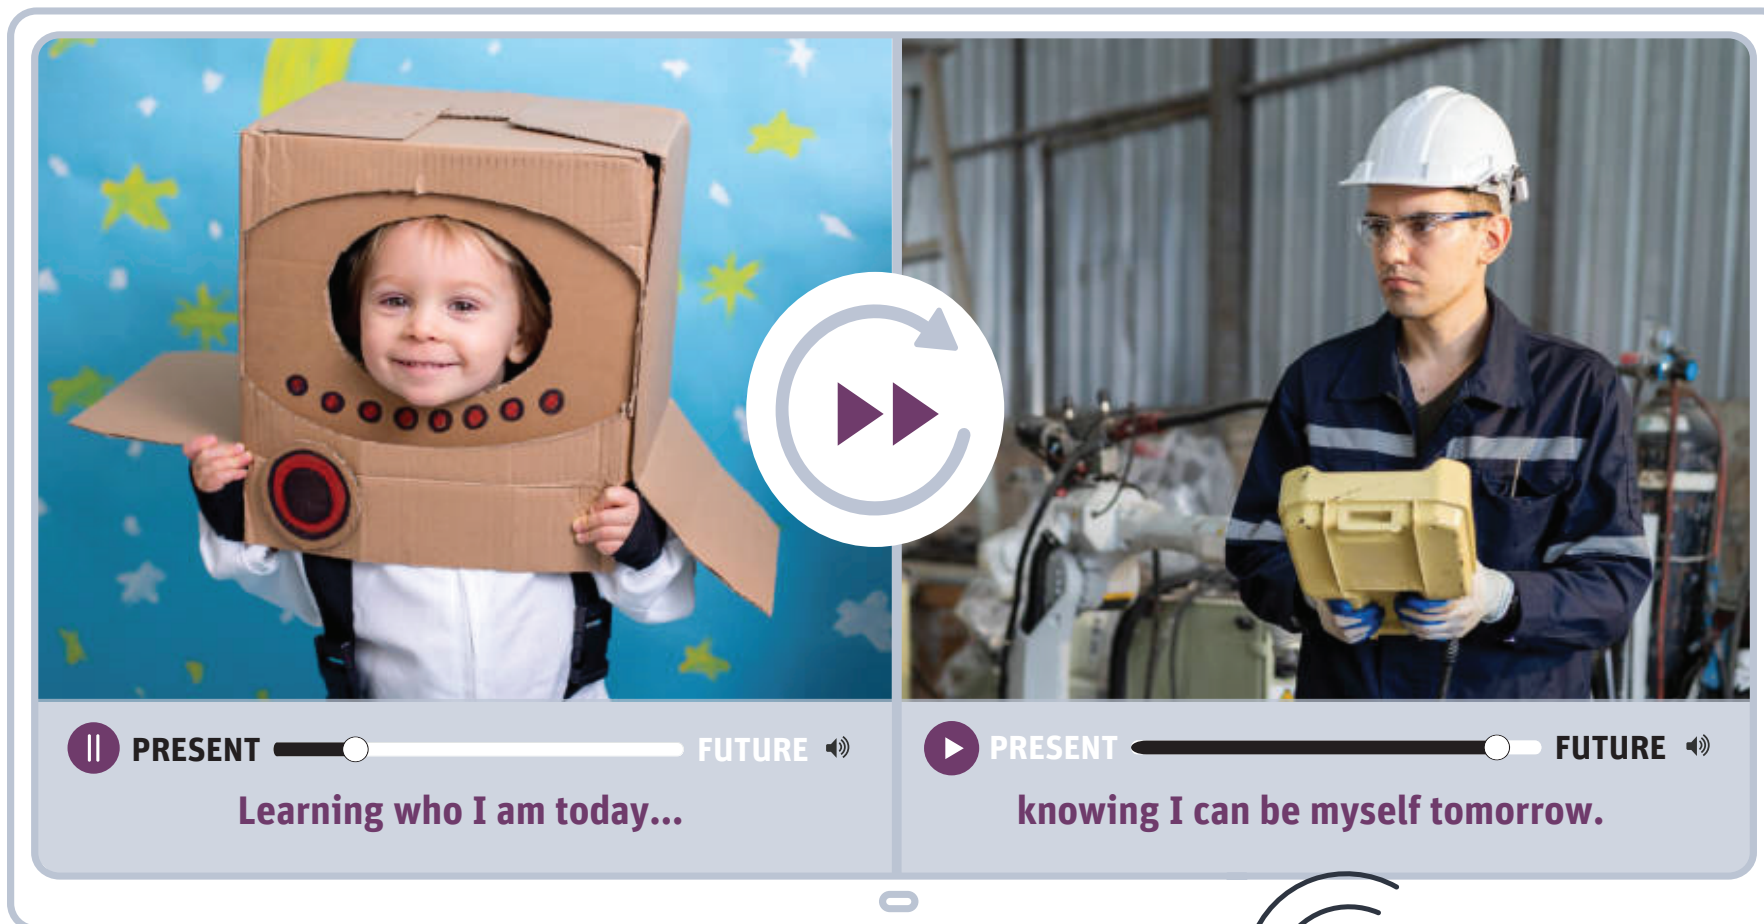 PRESENT FUTURE
Learning who I am today...
PRESENT FUTURE
knowing I can be myself tomorrow.